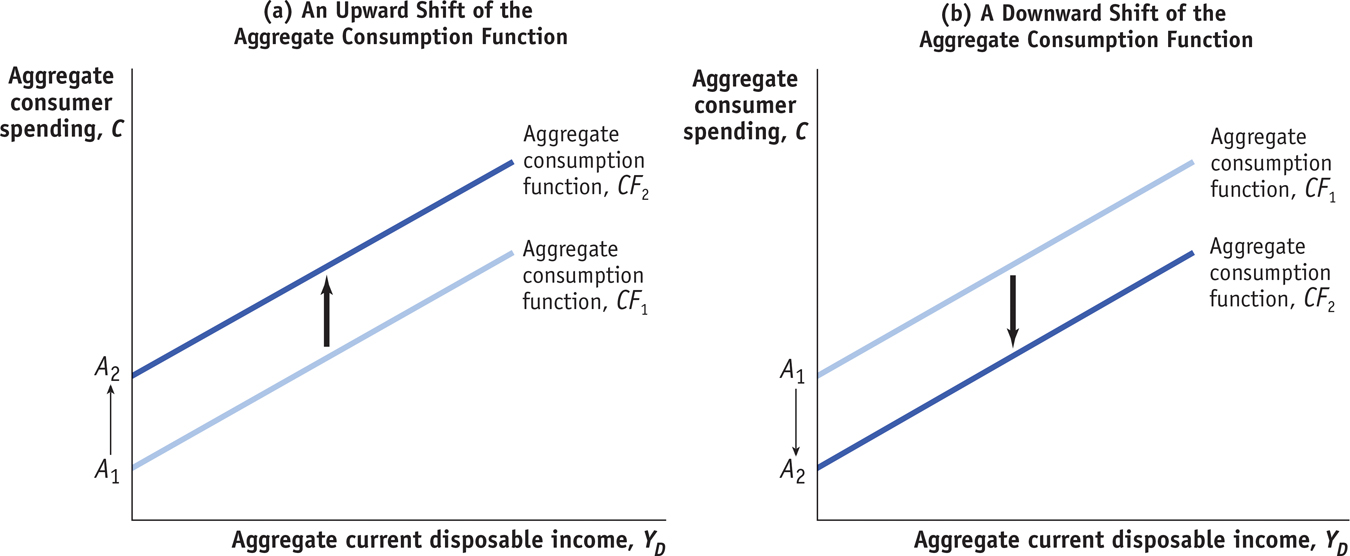 (a) An Upward Shift of the
Aggregate Consumption Function
Aggregate
consumer
spending, C
Aggregate
consumption
function, CF₂
Aggregate
consumption
function, CF₁
A₂
A₁
Aggregate current disposable income, Y_D
(b) A Downward Shift of the
Aggregate Consumption Function
Aggregate
consumer
spending, C
Aggregate
consumption
function, CF₁
Aggregate
consumption
function, CF₂
A₁
A₂
Aggregate current disposable income, Y_D